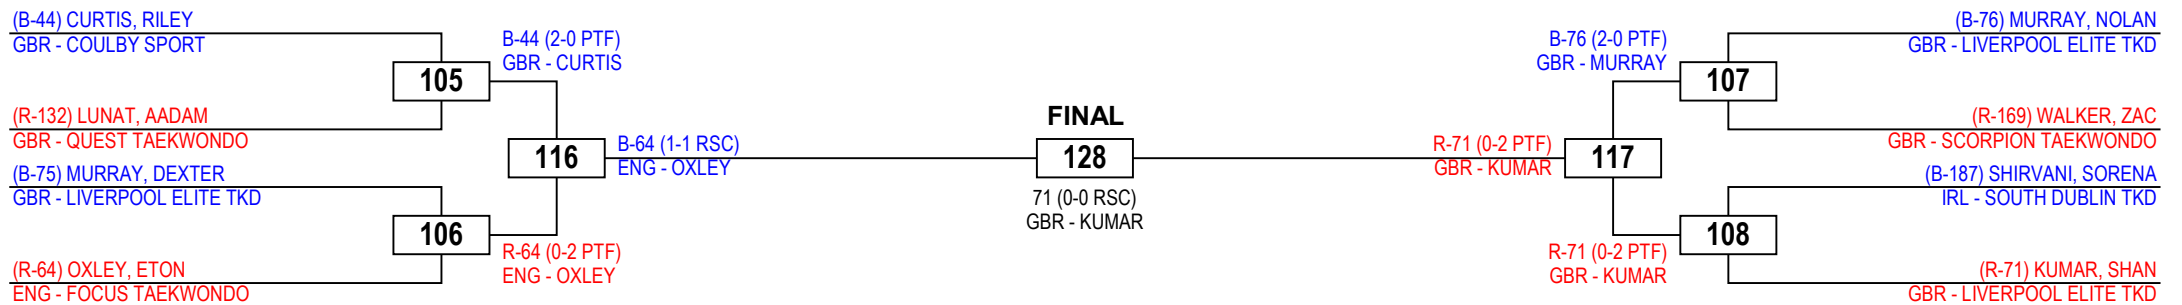 (B-44) CURTIS, RILEY
GBR - COULBY SPORT
B-44 (2-0 PTF)
GBR - CURTIS
105
(R-132) LUNAT, AADAM
GBR - QUEST TAEKWONDO
116
B-64 (1-1 RSC)
ENG - OXLEY
(B-75) MURRAY, DEXTER
GBR - LIVERPOOL ELITE TKD
106
R-64 (0-2 PTF)
ENG - OXLEY
(R-64) OXLEY, ETON
ENG - FOCUS TAEKWONDO
FINAL
128
71 (0-0 RSC)
GBR - KUMAR
(B-76) MURRAY, NOLAN
GBR - LIVERPOOL ELITE TKD
B-76 (2-0 PTF)
GBR - MURRAY
107
(R-169) WALKER, ZAC
GBR - SCORPION TAEKWONDO
R-71 (0-2 PTF)
GBR - KUMAR
117
(B-187) SHIRVANI, SORENA
IRL - SOUTH DUBLIN TKD
108
R-71 (0-2 PTF)
GBR - KUMAR
(R-71) KUMAR, SHAN
GBR - LIVERPOOL ELITE TKD